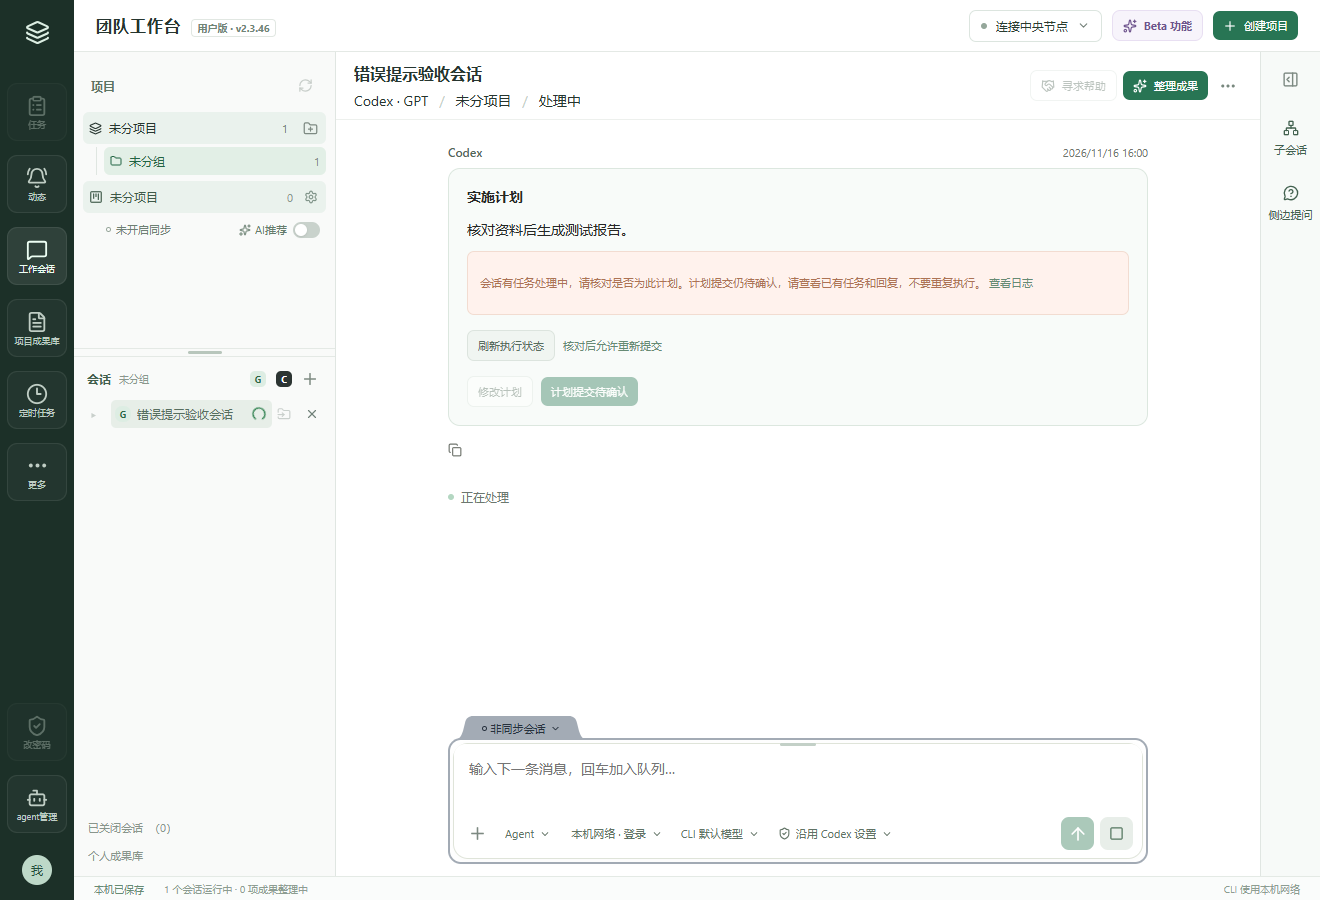 团队工作台
用户版 · v2.3.46
连接中央节点
Beta 功能
创建项目
任务
动态
工作会话
项目成果库
定时任务
更多
改密码
agent管理
我
项目
未分项目
1
未分组
1
未分项目
0
未开启同步
AI推荐
会话 未分组
G
C
G 错误提示验收会话
已关闭会话 (0)
个人成果库
错误提示验收会话
Codex · GPT / 未分项目 / 处理中
寻求帮助
整理成果
Codex
2026/11/16 16:00
实施计划
核对资料后生成测试报告。
会话有任务处理中，请核对是否为此计划。计划提交仍待确认，请查看已有任务和回复，不要重复执行。 查看日志
刷新执行状态
核对后允许重新提交
修改计划
计划提交待确认
正在处理
非同步会话
输入下一条消息，回车加入队列...
Agent
本机网络 · 登录
CLI 默认模型
沿用 Codex 设置
子会话
侧边提问
本机已保存
1 个会话运行中 · 0 项成果整理中
CLI 使用本机网络